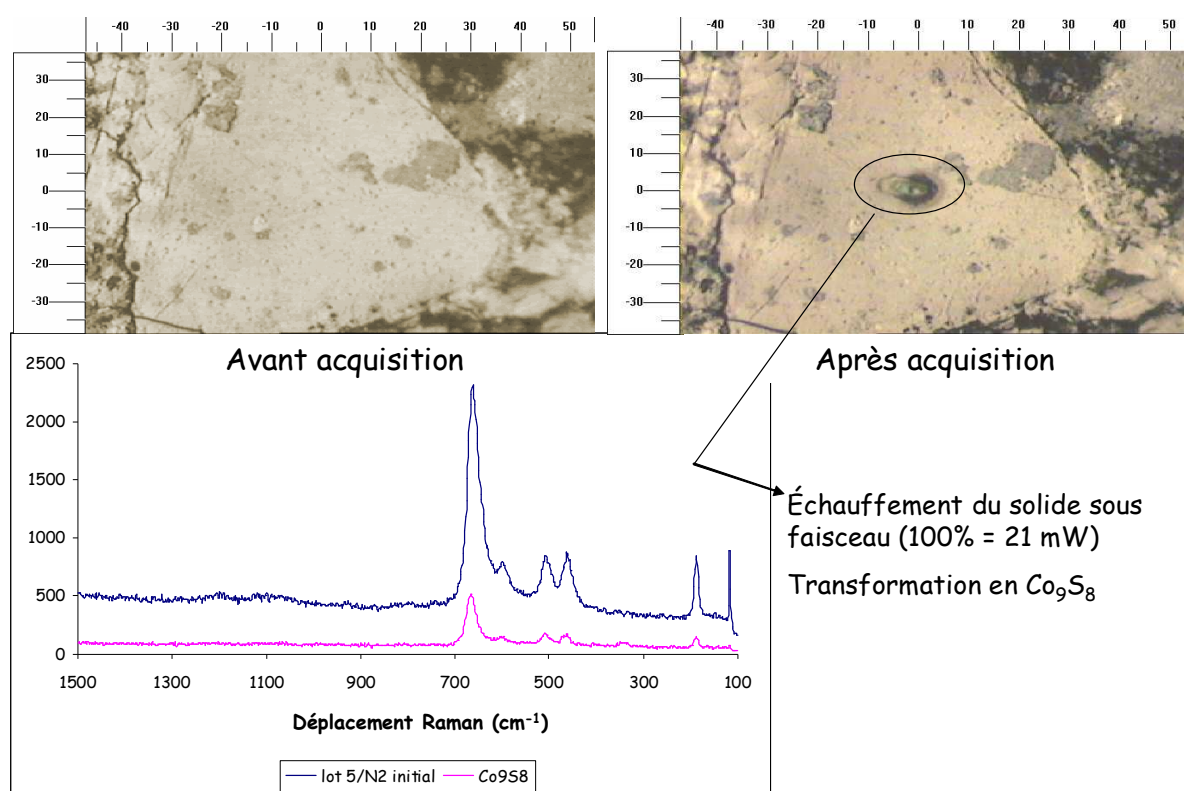 -40 -30 -20 -10 0 10 20 30 40 50
30
20
10
0
-10
-20
-30
-40 -30 -20 -10 0 10 20 30 40 50
30
20
10
0
-10
-20
-30
Avant acquisition
Après acquisition
2500
2000
1500
1000
500
0
1500 1300 1100 900 700 500 300 100
Déplacement Raman (cm⁻¹)
lot 5/N2 initial Co9S8
Échauffement du solide sous
faisceau (100% = 21 mW)
Transformation en Co₉S₈